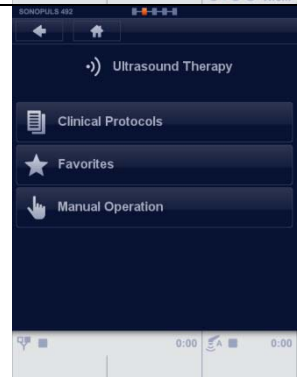 SONOPULS 492
Ultrasound Therapy
Clinical Protocols
Favorites
Manual Operation
0:00 A 0:00